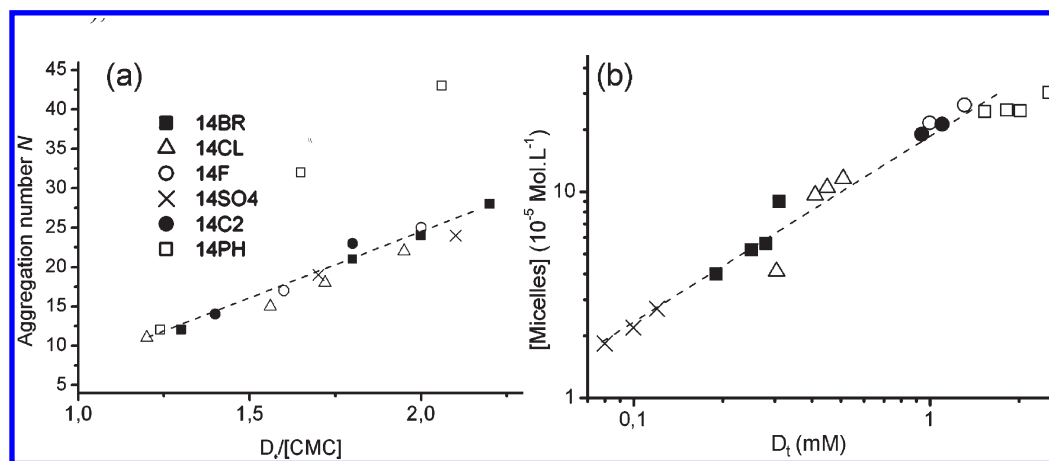 (a)
Aggregation number N
45
40
35
30
25
20
15
10
5
14BR
14CL
14F
14SO4
14C2
14PH
1,0
1,5
2,0
Dt/[CMC]
(b)
[Micelles] (10-5 Mol.L-1)
10
1
0,1
1
Dt (mM)